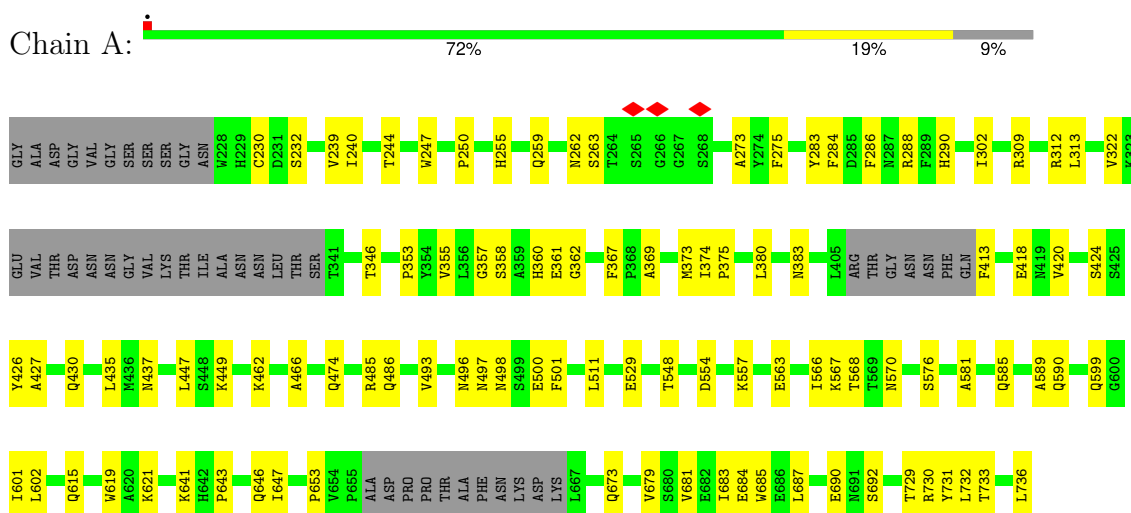 Chain A:
72% 19% 9%
GLY ALA ASP GLY VAL GLY SER SER SER GLY ASN W228 H229 C230 D231 S232 V239 I240 T244 W247 P250 H255 Q259 N262 S263 T264 S265 G266 G267 S268 A273 Y274 F275 Y283 F284 D285 F286 N287 R288 F289 H290 I302 R309 R312 L313 V322 K323
GLU VAL THR ASP ASN ASN GLY VAL LYS THR ILE ALA ASN ASN LEU THR SER T341 T346 P353 Y354 V355 L356 G357 S358 A359 H360 E361 G362 F367 P368 A369 M373 I374 P375 L380 N383 L405 ARG THR GLY ASN ASN PHE GLN F413 E418 N419 V420 S424 S425
Y426 A427 Q430 L435 M436 N437 L447 S448 K449 K462 A466 Q474 R485 Q486 V493 N496 N497 N498 S499 E500 F501 L511 E529 T548 D554 K557 E563 I566 K567 T568 T569 N570 S576 A581 Q585 A589 Q590 Q599 G600
I601 L602 Q615 W619 A620 K621 K641 H642 P643 Q646 I647 P653 V654 P655 ALA ASP PRO PRO THR ALA PHE ASN LYS ASP LYS L667 Q673 V679 S680 V681 E682 I683 E684 W685 E686 L687 E690 N691 S692 T729 R730 Y731 L732 T733 L736